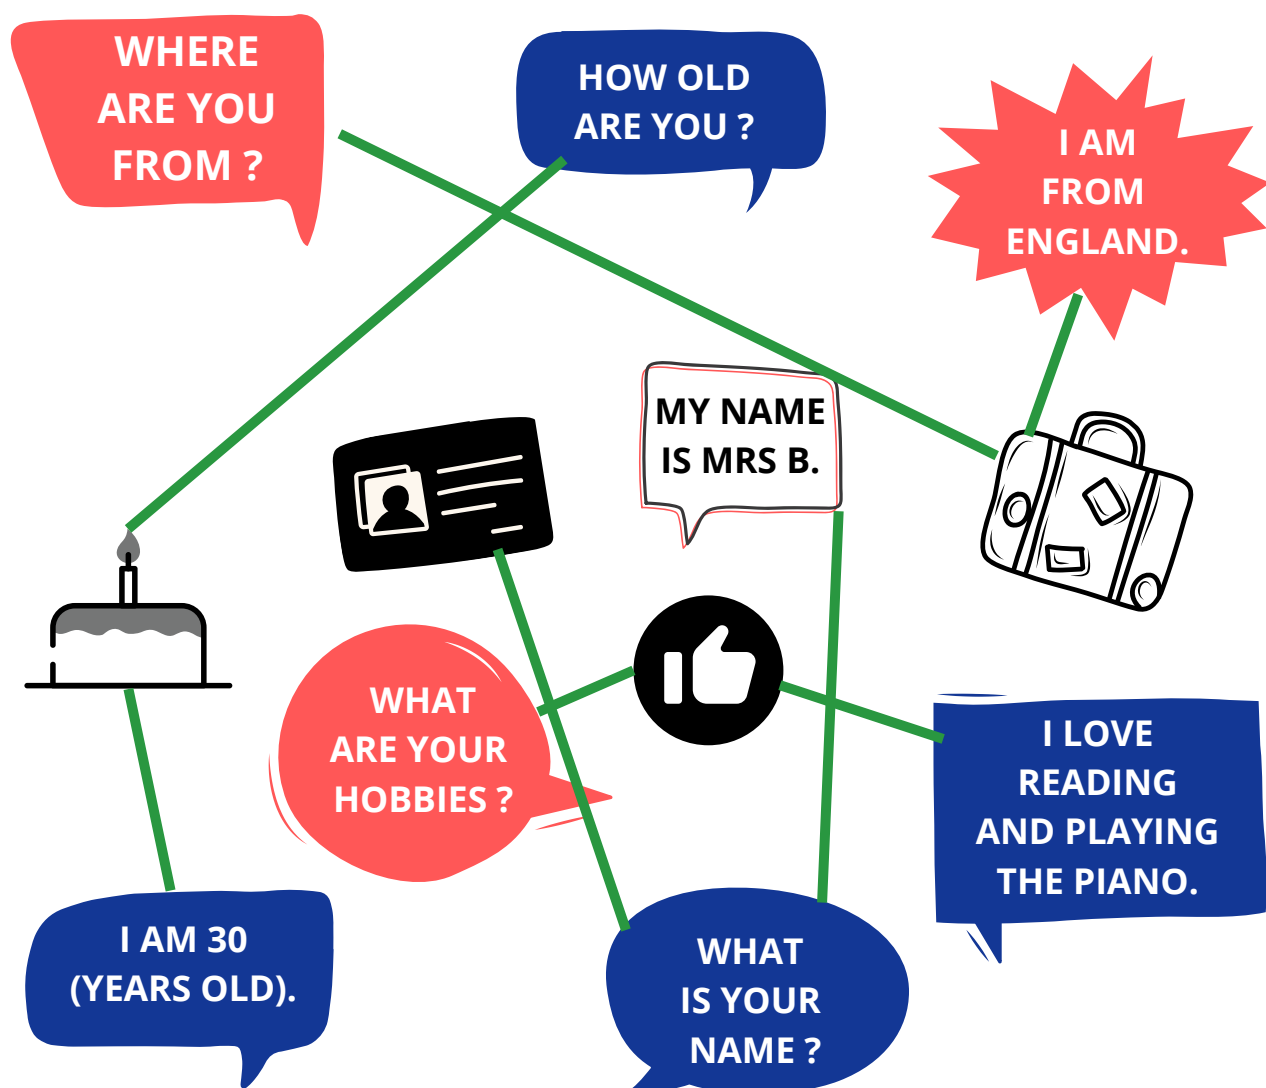 WHERE
ARE YOU
FROM ?
HOW OLD
ARE YOU ?
I AM
FROM
ENGLAND.
MY NAME
IS MRS B.
WHAT
ARE YOUR
HOBBIES ?
I LOVE
READING
AND PLAYING
THE PIANO.
I AM 30
(YEARS OLD).
WHAT
IS YOUR
NAME ?